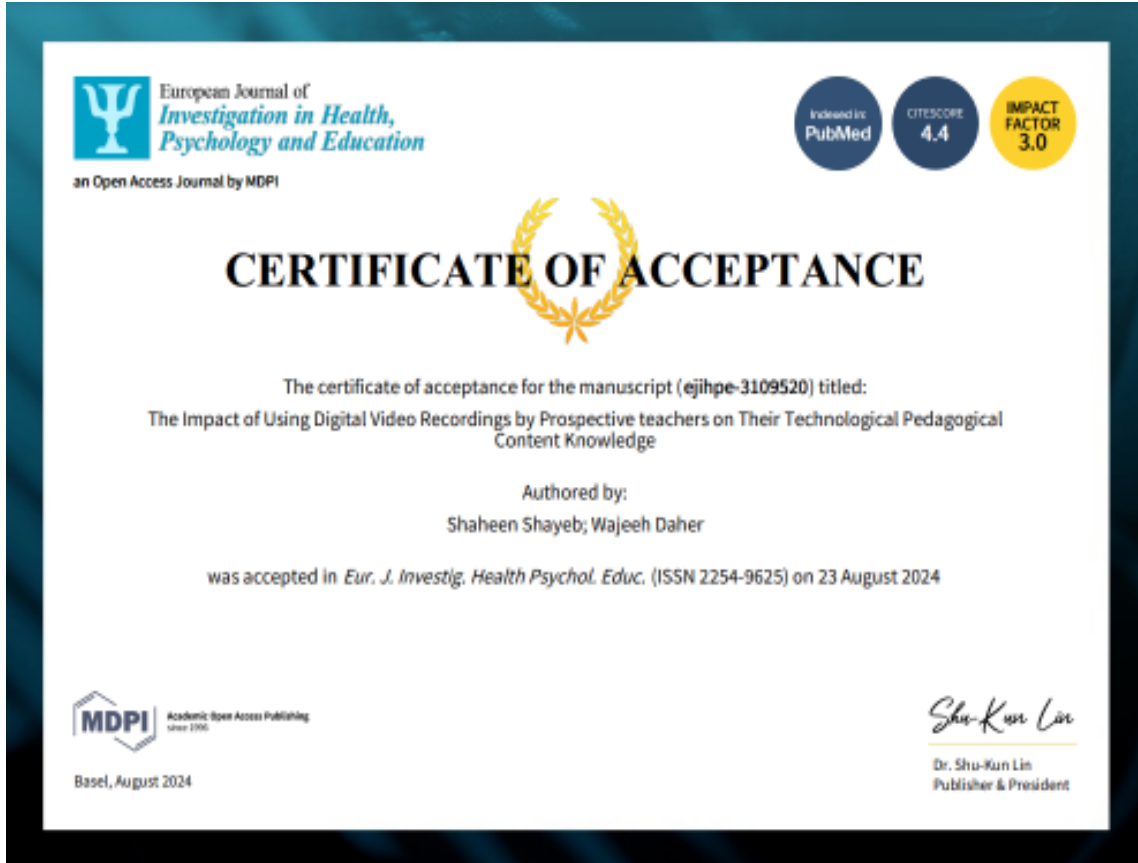 European Journal of
Investigation in Health,
Psychology and Education
an Open Access Journal by MDPI
Indexed in:
PubMed
CITESCORE
4.4
IMPACT
FACTOR
3.0
CERTIFICATE OF ACCEPTANCE
The certificate of acceptance for the manuscript (ejihpe-3109520) titled:
The Impact of Using Digital Video Recordings by Prospective teachers on Their Technological Pedagogical
Content Knowledge
Authored by:
Shaheen Shayeb; Wajeeh Daher
was accepted in Eur. J. Investig. Health Psychol. Educ. (ISSN 2254-9625) on 23 August 2024
MDPI
Academic Open Access Publishing
since 1996
Basel, August 2024
Shu-Kun Lin
Dr. Shu-Kun Lin
Publisher & President